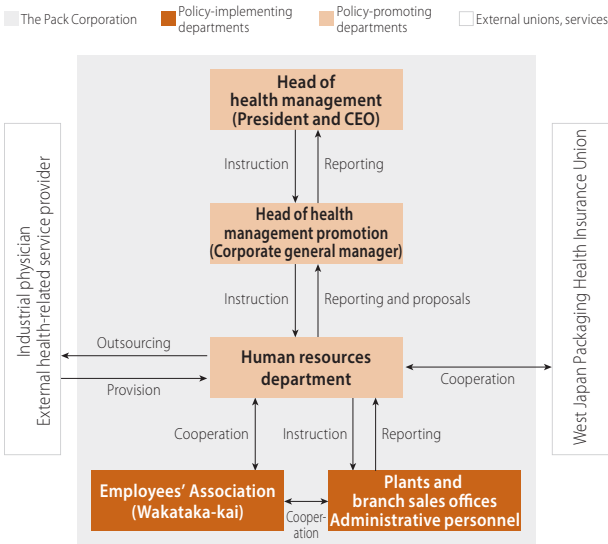 The Pack Corporation
Policy-implementing
departments
Policy-promoting
departments
External unions, services
Head of
health management
(President and CEO)
Instruction
Reporting
Head of health
management promotion
(Corporate general manager)
Instruction
Reporting and proposals
Industrial physician
External health-related service provider
Outsourcing
Provision
Human resources
department
Cooperation
West Japan Packaging Health Insurance Union
Cooperation
Instruction
Reporting
Employees' Association
(Wakataka-kai)
Cooper-
ation
Plants and
branch sales offices
Administrative personnel